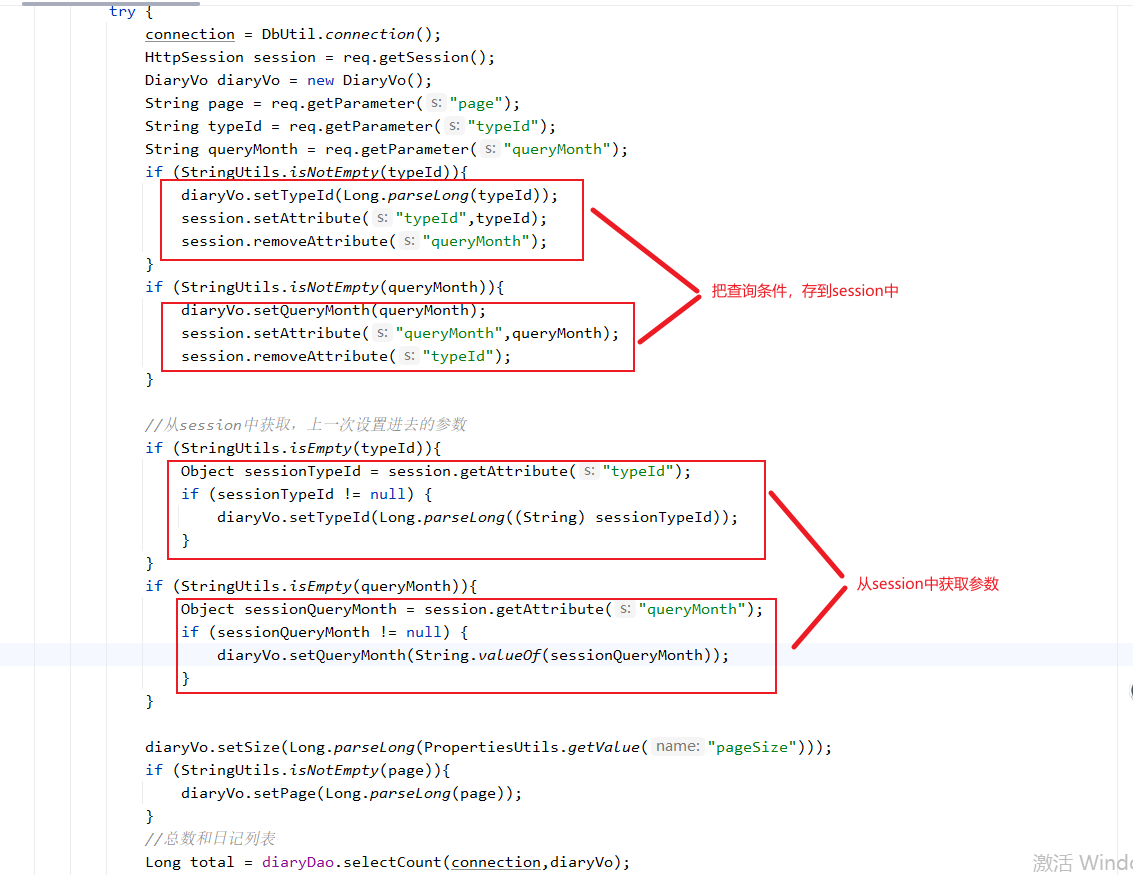 try {
connection = DbUtil.connection();
HttpSession session = req.getSession();
DiaryVo diaryVo = new DiaryVo();
String page = req.getParameter( s: "page");
String typeId = req.getParameter( s: "typeId");
String queryMonth = req.getParameter( s: "queryMonth");
if (StringUtils.isNotEmpty(typeId)){
diaryVo.setTypeId(Long.parseLong(typeId));
session.setAttribute( s: "typeId",typeId);
session.removeAttribute( s: "queryMonth");
}
if (StringUtils.isNotEmpty(queryMonth)){
把查询条件，存到session中
diaryVo.setQueryMonth(queryMonth);
session.setAttribute( s: "queryMonth",queryMonth);
session.removeAttribute( s: "typeId");
}
//从session中获取，上一次设置进去的参数
if (StringUtils.isEmpty(typeId)){
Object sessionTypeId = session.getAttribute( s: "typeId");
if (sessionTypeId != null) {
diaryVo.setTypeId(Long.parseLong((String) sessionTypeId));
}
}
if (StringUtils.isEmpty(queryMonth)){
从session中获取参数
Object sessionQueryMonth = session.getAttribute( s: "queryMonth");
if (sessionQueryMonth != null) {
diaryVo.setQueryMonth(String.valueOf(sessionQueryMonth));
}
}
diaryVo.setSize(Long.parseLong(PropertiesUtils.getValue( name: "pageSize")));
if (StringUtils.isNotEmpty(page)){
diaryVo.setPage(Long.parseLong(page));
}
//总数和日记列表
Long total = diaryDao.selectCount(connection,diaryVo);
激活 Windo